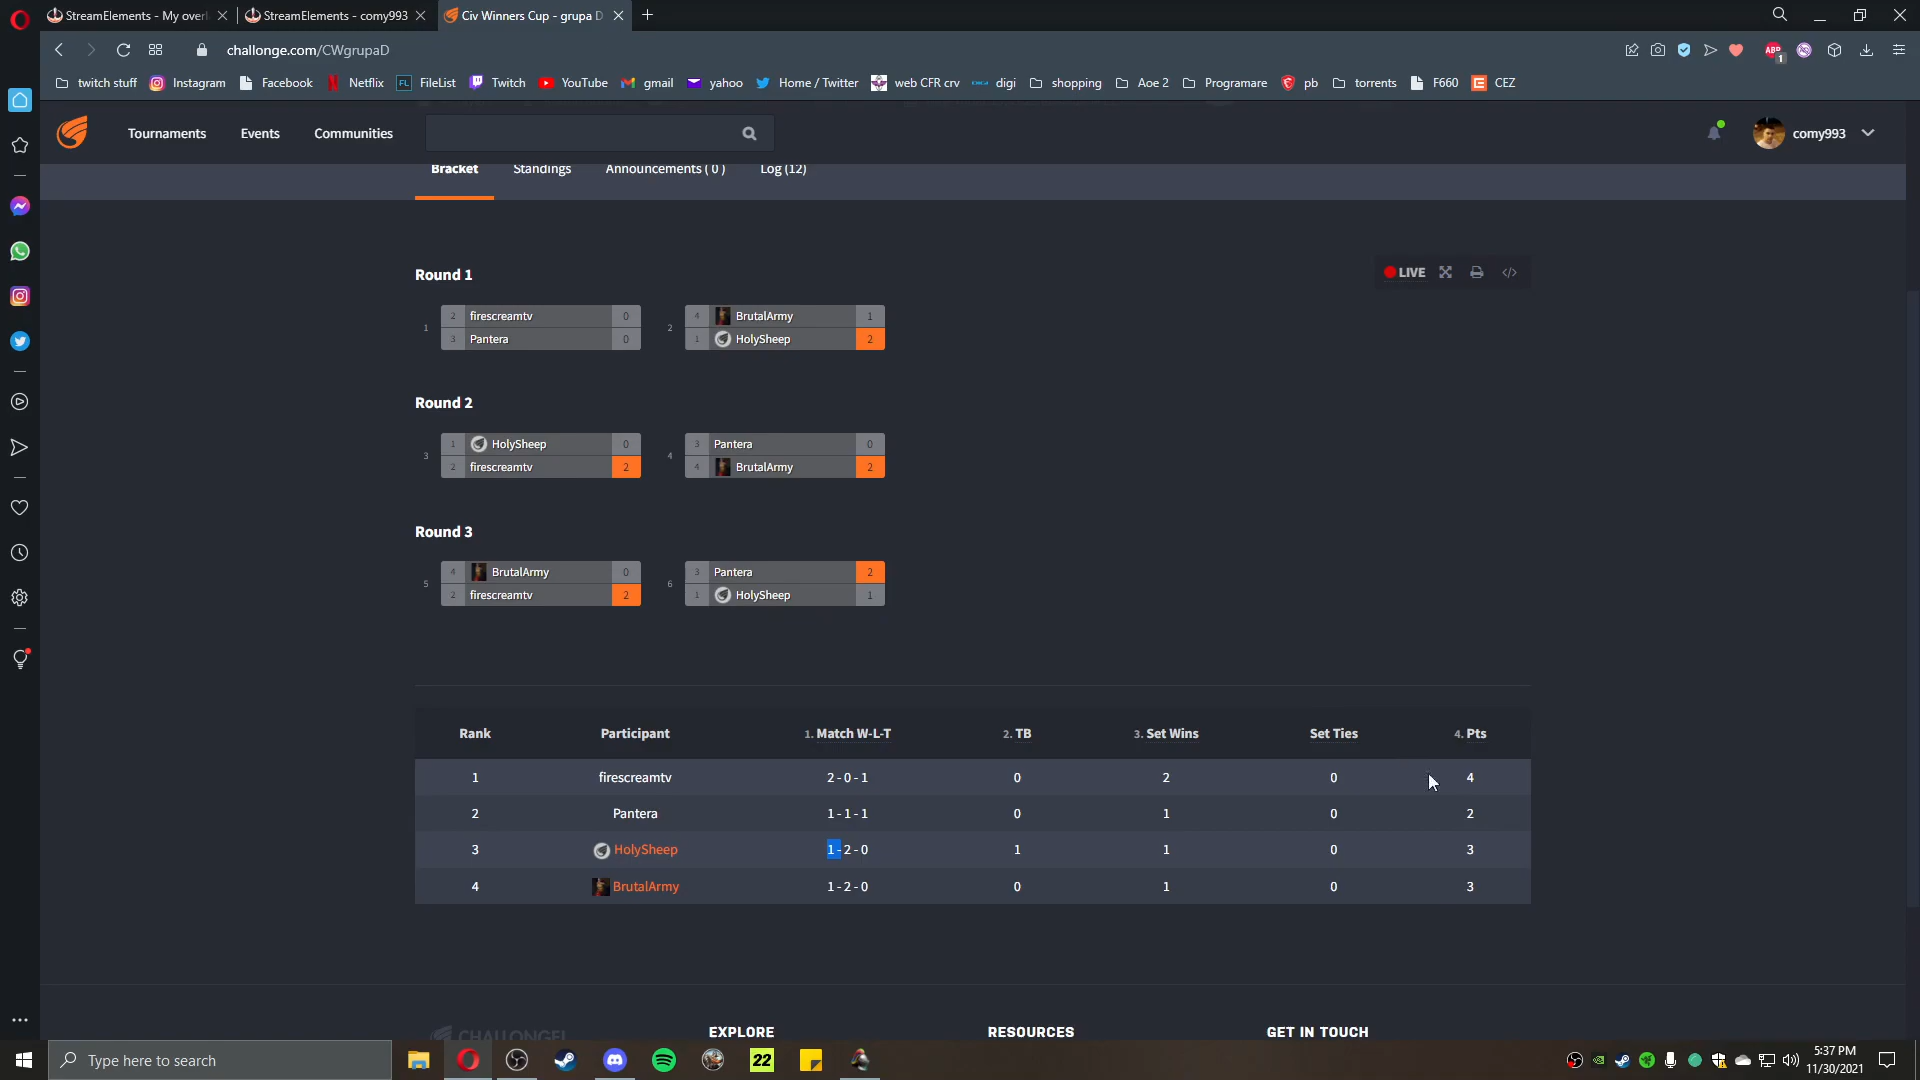 StreamElements - My overl
StreamElements - comy993
Civ Winners Cup - grupa D
challonge.com/CWgrupaD
ABP
1
twitch stuff
Instagram
Facebook
Netflix
FL
FileList
Twitch
YouTube
gmail
yahoo
Home / Twitter
web CFR crv
digi
shopping
Aoe 2
Programare
pb
torrents
F660
CEZ
Tournaments
Events
Communities
comy993
Bracket
Standings
Announcements ( 0 )
Log (12)
LIVE
Round 1
1
2 firescreamtv 0
3 Pantera 0
2
4 BrutalArmy 1
1 HolySheep 2
Round 2
3
1 HolySheep 0
2 firescreamtv 2
4
3 Pantera 0
4 BrutalArmy 2
Round 3
5
4 BrutalArmy 0
2 firescreamtv 2
6
3 Pantera 2
1 HolySheep 1
Rank Participant 1. Match W-L-T 2. TB 3. Set Wins Set Ties 4. Pts
1 firescreamtv 2 - 0 - 1 0 2 0 4
2 Pantera 1 - 1 - 1 0 1 0 2
3 HolySheep 1 - 2 - 0 1 1 0 3
4 BrutalArmy 1 - 2 - 0 0 1 0 3
CHALLONGE!
EXPLORE
RESOURCES
GET IN TOUCH
Type here to search
22
5:37 PM
11/30/2021